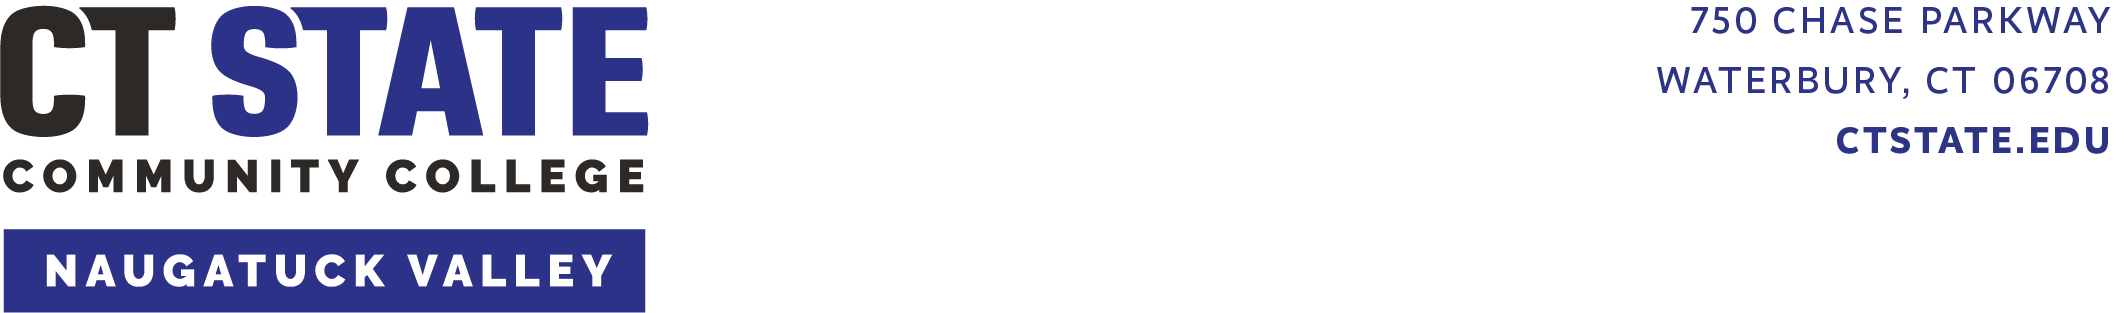 CT STATE
COMMUNITY COLLEGE
NAUGATUCK VALLEY
750 CHASE PARKWAY
WATERBURY, CT 06708
CTSTATE.EDU